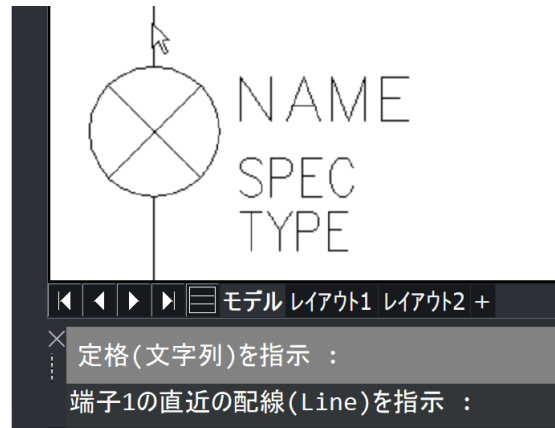 NAME
SPEC
TYPE
モデル レイアウト1 レイアウト2 +
定格(文字列)を指示 :
端子1の直近の配線(Line)を指示 :